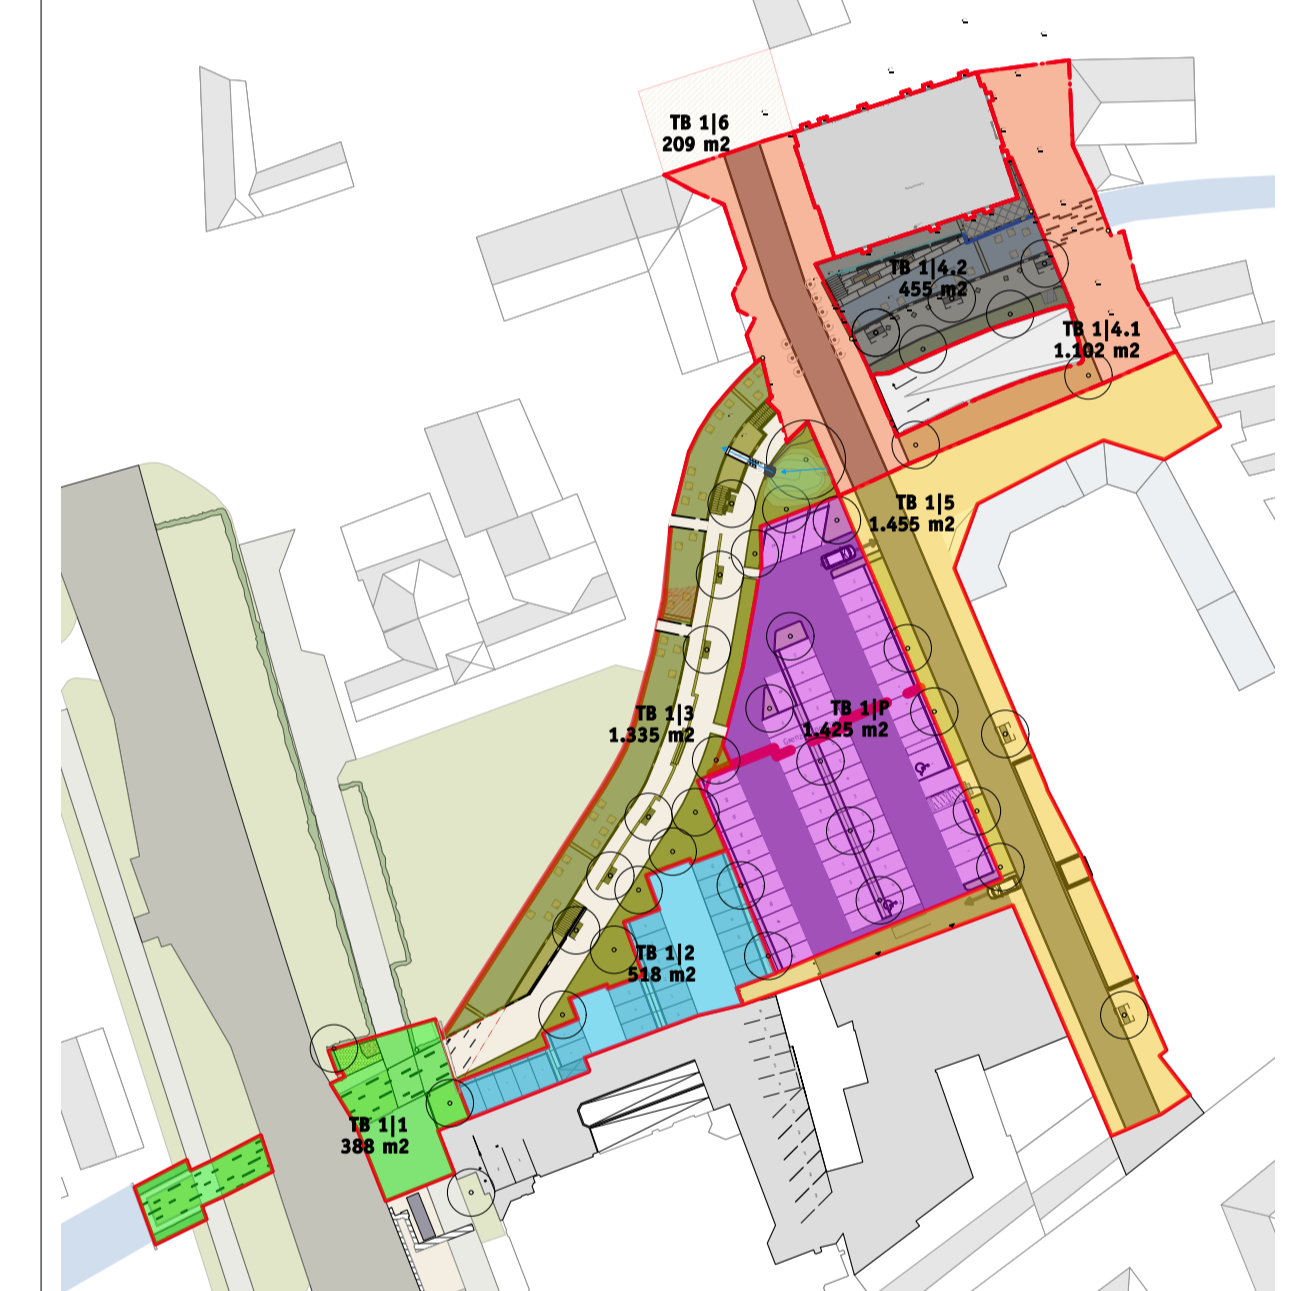 TB 1|6
209 m2
TB 1|4.2
455 m2
TB 1|4.1
1.102 m2
TB 1|5
1.455 m2
TB 1|3
1.335 m2
TB 1|P
1.425 m2
TB 1|2
518 m2
TB 1|1
388 m2